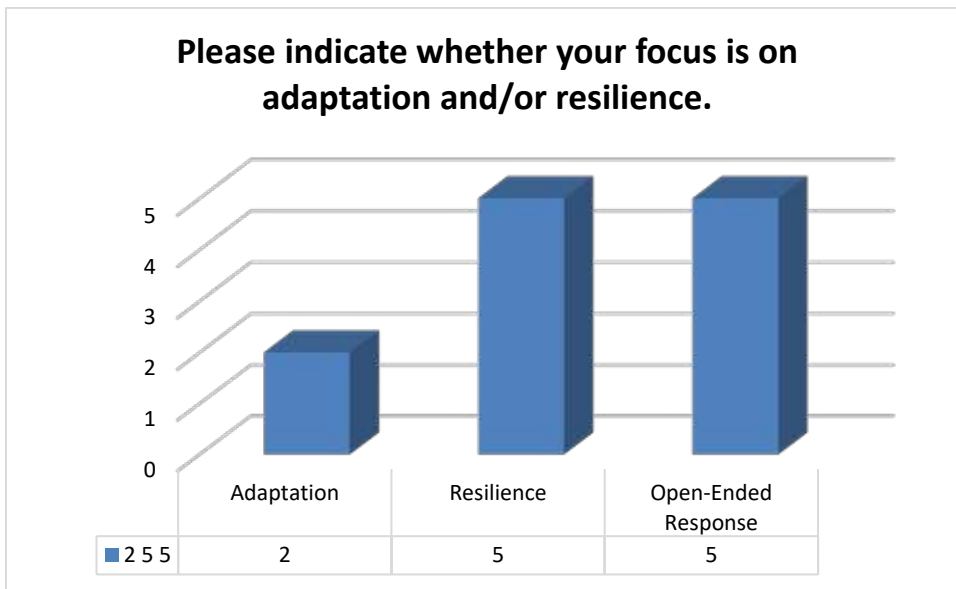 Please indicate whether your focus is on
adaptation and/or resilience.
5
4
3
2
1
0
Adaptation Resilience Open-Ended
Response
2 5 5 2 5 5